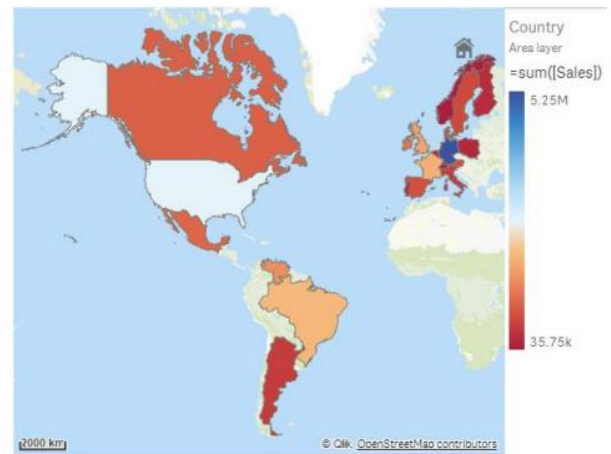 Country
Area layer
=sum([Sales])
5.25M
35.75k
2000 km
© Qlik, OpenStreetMap contributors